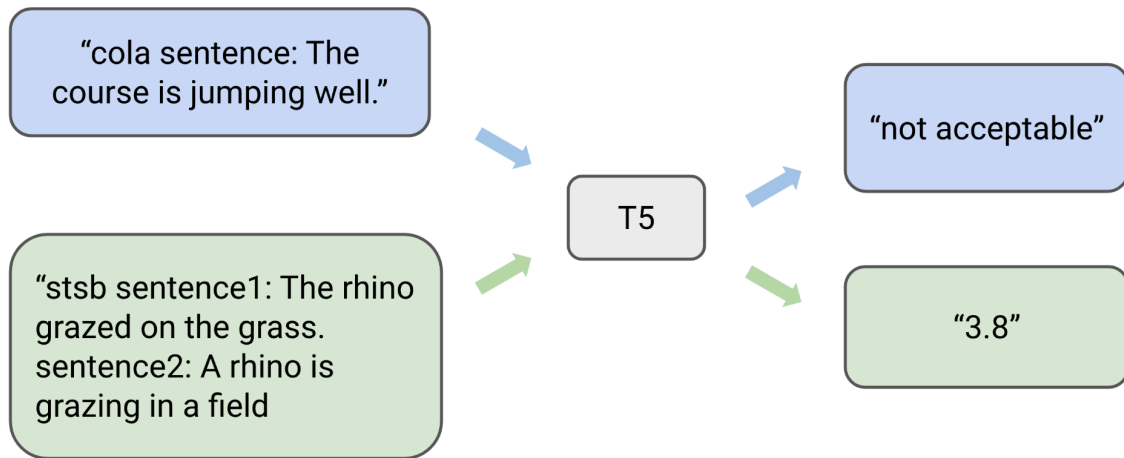 “cola sentence: The
course is jumping well.”
“stsb sentence1: The rhino
grazed on the grass.
sentence2: A rhino is
grazing in a field
T5
“not acceptable”
“3.8”